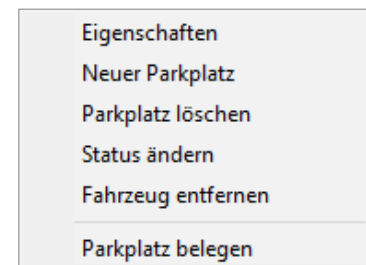 Eigenschaften
Neuer Parkplatz
Parkplatz löschen
Status ändern
Fahrzeug entfernen
Parkplatz belegen